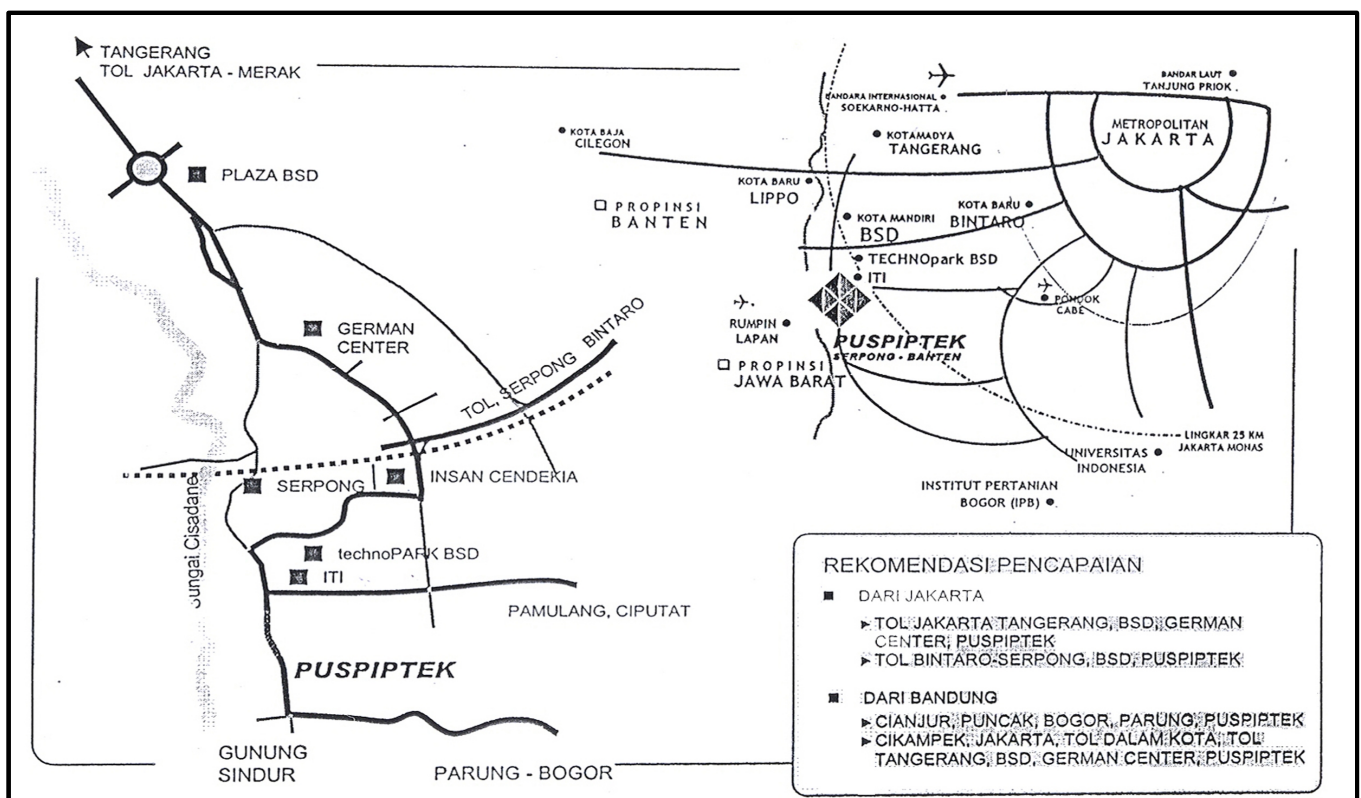 TANGERANG
TOL JAKARTA - MERAK
PLAZA BSD
GERMAN
CENTER
TOL, SERPONG BINTARO
SERPONG
INSAN CENDEKIA
Sungai Cisadane
technoPARK BSD
ITI
PAMULANG, CIPUTAT
PUSPIPTEK
GUNUNG
SINDUR
PARUNG - BOGOR
BANDAR LAUT
TANJUNG PRIOK
BANDARA INTERNASIONAL
SOEKARNO-HATTA
KOTA BAJA
CILEGON
KOTAMADYA
TANGERANG
METROPOLITAN
JAKARTA
KOTA BARU
LIPPO
PROPINSI
BANTEN
KOTA MANDIRI
BSD
KOTA BARU
BINTARO
TECHNOpark BSD
ITI
PONDOK
CABE
RUMPIN
LAPAN
PUSPIPTEK
SERPONG - BANTEN
PROPINSI
JAWA BARAT
LINGKAR 25 KM
JAKARTA MONAS
UNIVERSITAS
INDONESIA
INSTITUT PERTANIAN
BOGOR (IPB)
REKOMENDASI PENCAPAIAN
DARI JAKARTA
TOL JAKARTA TANGERANG, BSD, GERMAN
CENTER, PUSPIPTEK
TOL BINTARO-SERPONG, BSD, PUSPIPTEK
DARI BANDUNG
CIANJUR, PUNCAK, BOGOR, PARUNG, PUSPIPTEK
CIKAMPEK, JAKARTA, TOL DALAM KOTA, TOL
TANGERANG, BSD, GERMAN CENTER, PUSPIPTEK